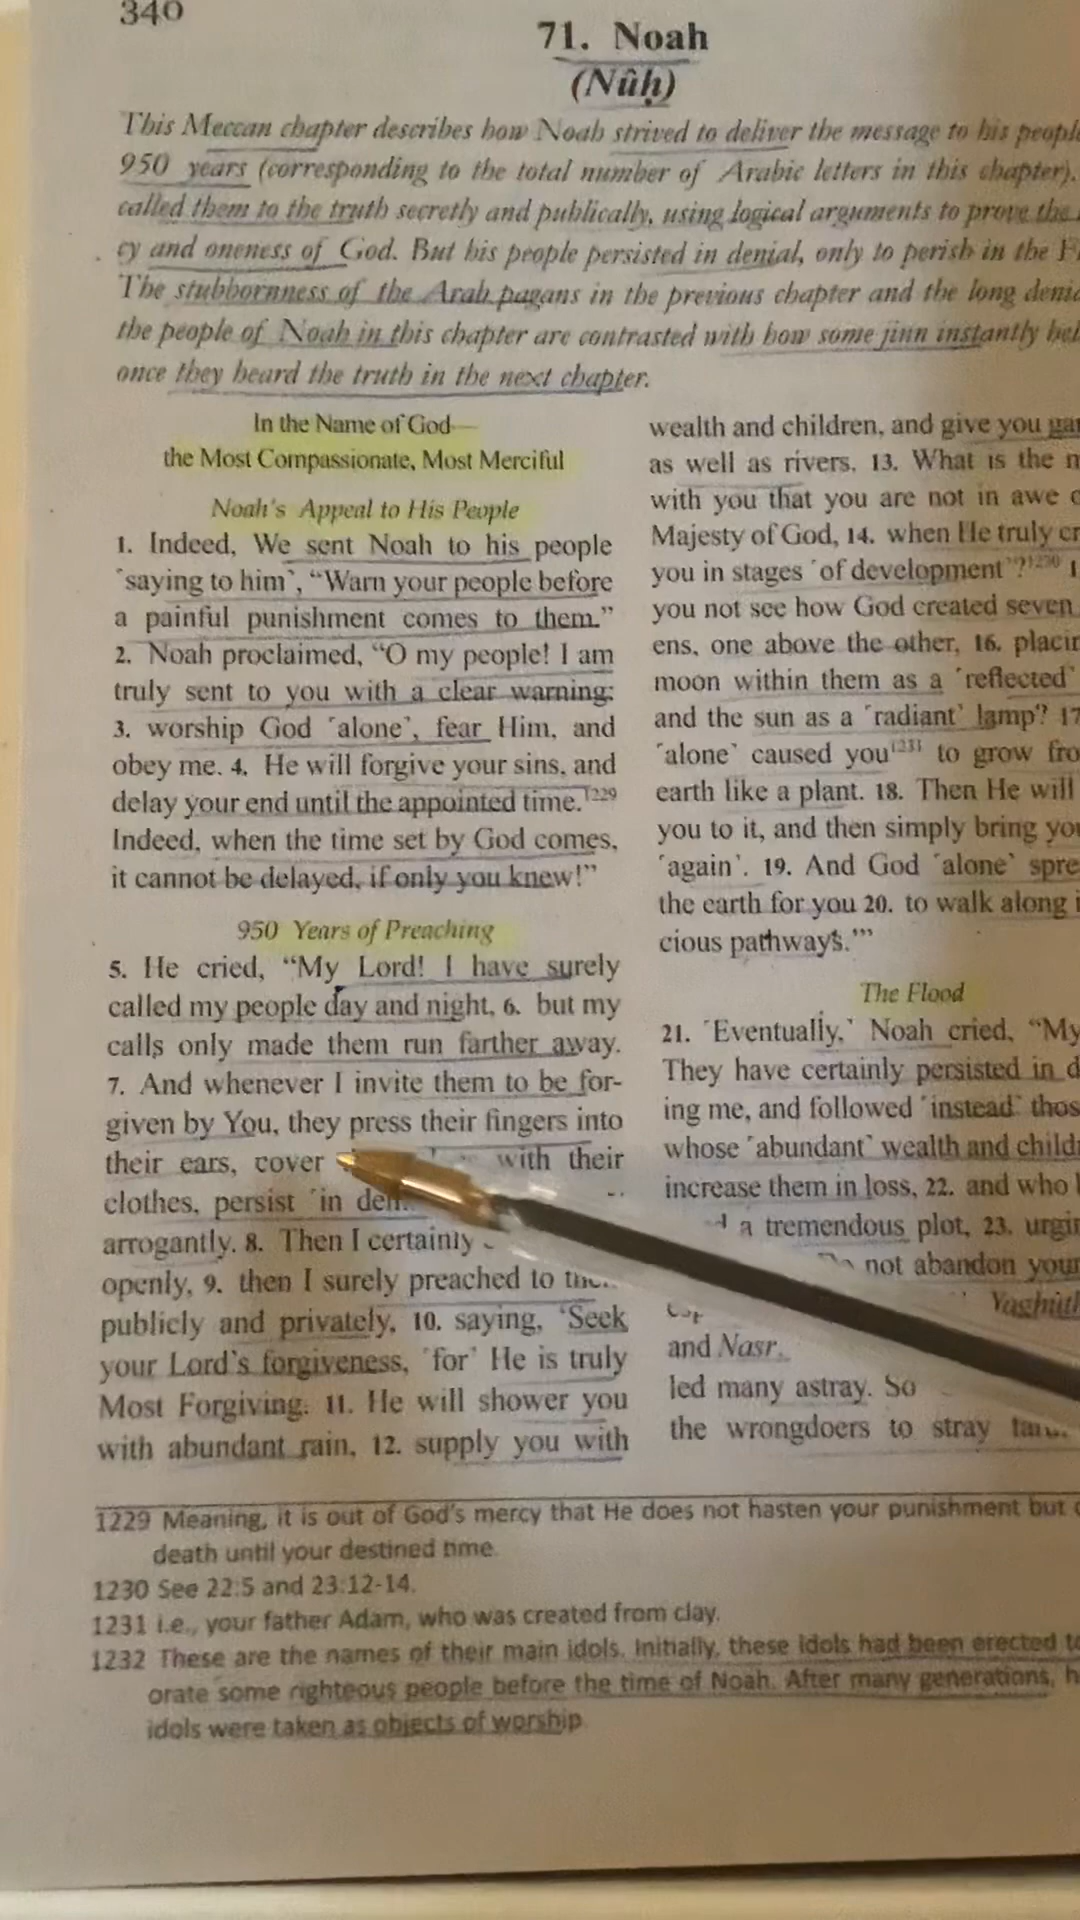 340
71. Noah
(Nûḥ)
This Meccan chapter describes how Noah strived to deliver the message to his
950 years (corresponding to the total number of Arabic letters in this chapter).
called them to the truth secretly and publically, using logical arguments to prove the
cy and oneness of God. But his people persisted in denial, only to perish in the
The stubbornness of the Arab pagans in the previous chapter and the long
the people of Noah in this chapter are contrasted with how some jinn instantly
once they heard the truth in the next chapter.
In the Name of God—
the Most Compassionate, Most Merciful
Noah's Appeal to His People
1. Indeed, We sent Noah to his people
˹saying to him˺, “Warn your people before
a painful punishment comes to them.”
2. Noah proclaimed, “O my people! I am
truly sent to you with a clear warning:
3. worship God ˹alone˺, fear Him, and
obey me. 4. He will forgive your sins, and
delay your end until the appointed time.1229
Indeed, when the time set by God comes,
it cannot be delayed, if only you knew!”
950 Years of Preaching
5. He cried, “My Lord! I have surely
called my people day and night, 6. but my
calls only made them run farther away.
7. And whenever I invite them to be for-
given by You, they press their fingers into
their ears, cover with their
clothes, persist ˹in
arrogantly. 8. Then I certainly
openly, 9. then I surely preached to
publicly and privately, 10. saying, ‘Seek
your Lord’s forgiveness, ˹for˺ He is truly
Most Forgiving. 11. He will shower you
with abundant rain, 12. supply you with
wealth and children, and give you
as well as rivers. 13. What is the
with you that you are not in awe
Majesty of God, 14. when He truly
you in stages ˹of development˺?1230
you not see how God created seven
ens, one above the other, 16.
moon within them as a ˹reflected˺
and the sun as a ˹radiant˺ lamp? 17
˹alone˺ caused you1231 to grow
earth like a plant. 18. Then He will
you to it, and then simply bring
˹again˺. 19. And God ˹alone˺
the earth for you 20. to walk along
cious pathways.’”
The Flood
21. ˹Eventually,˺ Noah cried, “My
They have certainly persisted in
ing me, and followed ˹instead˺
whose ˹abundant˺ wealth and
increase them in loss, 22. and who
a tremendous plot, 23.
not abandon your
Yaghûth
and Nasr.
led many astray. So
the wrongdoers to stray
1229 Meaning, it is out of God's mercy that He does not hasten your punishment but
death until your destined time.
1230 See 22:5 and 23:12-14.
1231 i.e., your father Adam, who was created from clay.
1232 These are the names of their main idols. Initially, these idols had been erected
orate some righteous people before the time of Noah. After many generations,
idols were taken as objects of worship